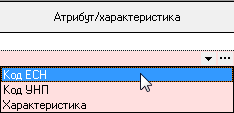 Атрибут/характеристика
Код ЕСН
Код УНП
Характеристика